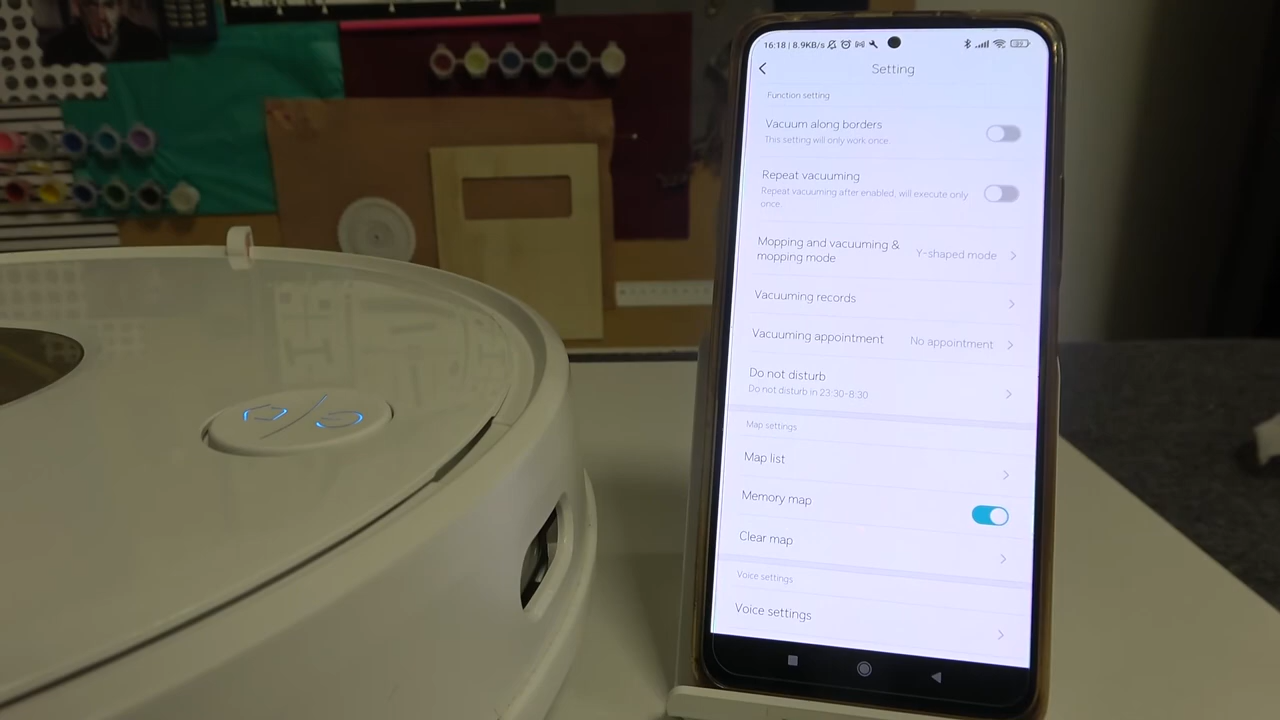 16:18 | 8.9KB/s
Setting
Function setting
Vacuum along borders
This setting will only work once
Repeat vacuuming
Repeat vacuuming after enabled, will execute only
once.
Mopping and vacuuming &
mopping mode
Y-shaped mode
Vacuuming records
Vacuuming appointment
No appointment
Do not disturb
Do not disturb in 23:30-8:30
Map settings
Map list
Memory map
Clear map
Voice settings
Voice settings